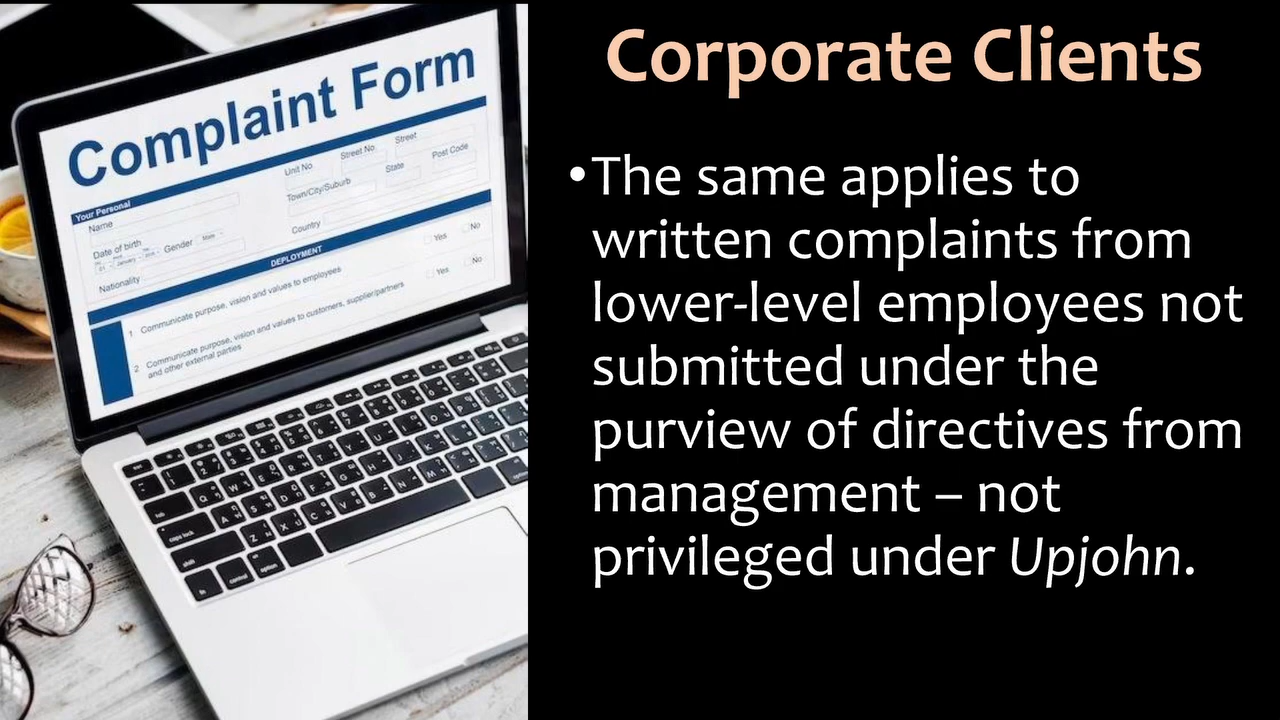 Corporate Clients
•The same applies to
written complaints from
lower-level employees not
submitted under the
purview of directives from
management – not
privileged under Upjohn.
Complaint Form
Your Personal
Name
Date of birth
Gender
Nationality
Unit No
Street No
Street
Town/City/Suburb
State
Post Code
Country
DEPLOYMENT
1 Communicate purpose, vision and values to employees
Yes No
2 Communicate purpose, vision and values to customers, supplier/partners
and other external parties
Yes No